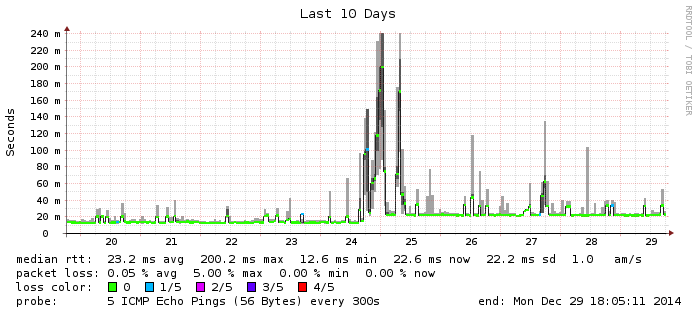 Last 10 Days
RRDTOOL / TOBI OETIKER
Seconds
240 m
220 m
200 m
180 m
160 m
140 m
120 m
100 m
80 m
60 m
40 m
20 m
0
20 21 22 23 24 25 26 27 28 29
median rtt: 23.2 ms avg 200.2 ms max 12.6 ms min 22.6 ms now 22.2 ms sd 1.0 am/s
packet loss: 0.05 % avg 5.00 % max 0.00 % min 0.00 % now
loss color: 0 1/5 2/5 3/5 4/5
probe: 5 ICMP Echo Pings (56 Bytes) every 300s end: Mon Dec 29 18:05:11 2014